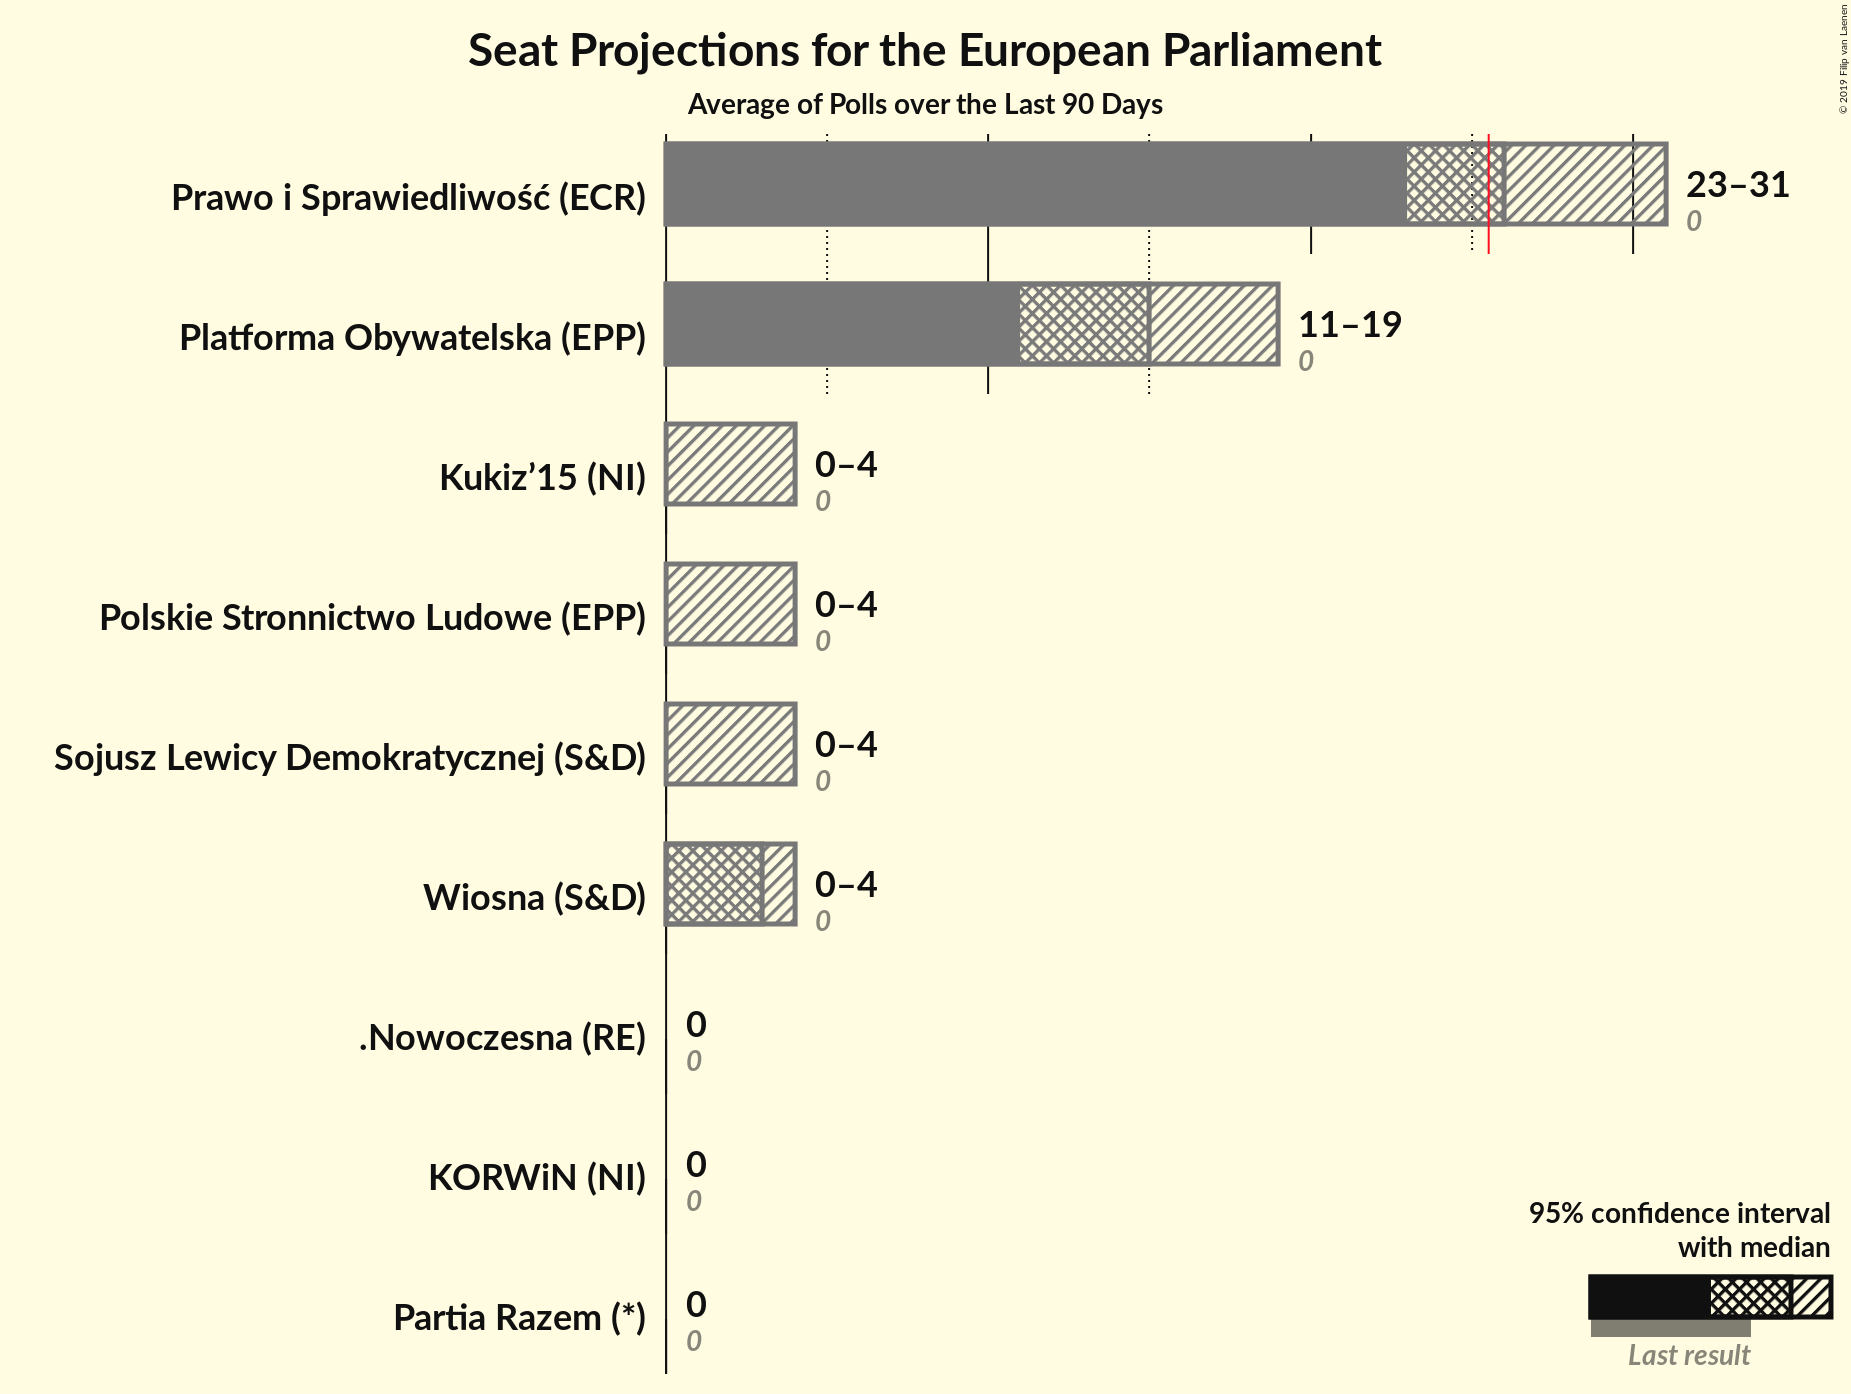 Seat Projections for the European Parliament
Average of Polls over the Last 90 Days
© 2019 Filip van Laenen
Prawo i Sprawiedliwość (ECR)
23–31
0
Platforma Obywatelska (EPP)
11–19
0
Kukiz’15 (NI)
0–4
0
Polskie Stronnictwo Ludowe (EPP)
0–4
0
Sojusz Lewicy Demokratycznej (S&D)
0–4
0
Wiosna (S&D)
0–4
0
.Nowoczesna (RE)
0
0
KORWiN (NI)
0
0
Partia Razem (*)
0
0
95% confidence interval
with median
Last result